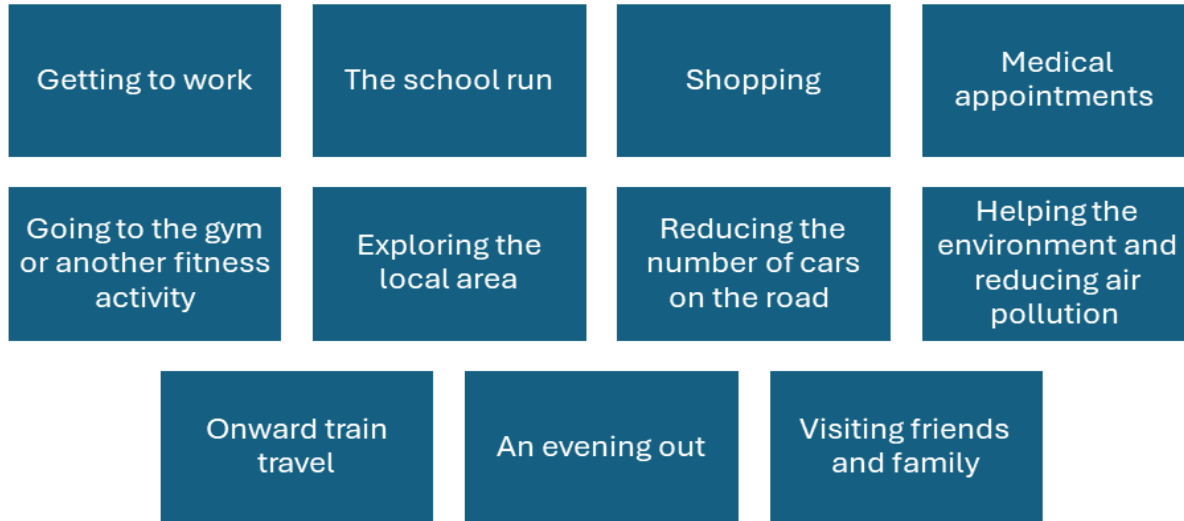 Getting to work
The school run
Shopping
Medical
appointments
Going to the gym
or another fitness
activity
Exploring the
local area
Reducing the
number of cars
on the road
Helping the
environment and
reducing air
pollution
Onward train
travel
An evening out
Visiting friends
and family